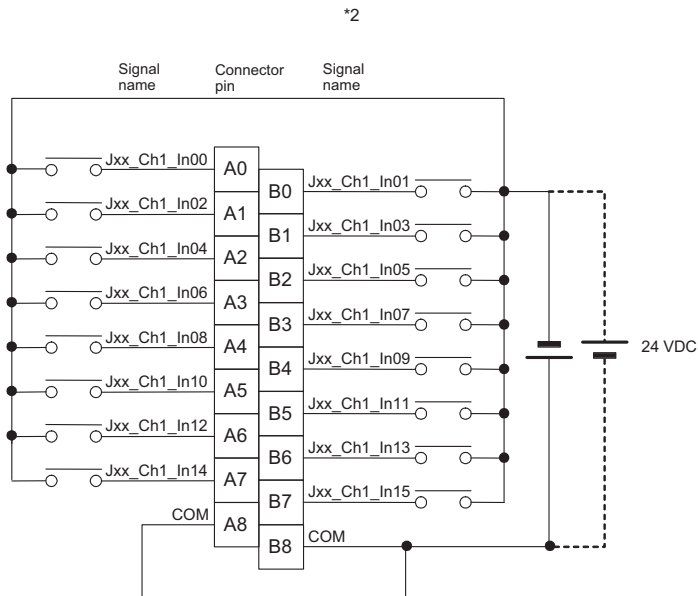 *2
Signal name
Connector pin
Signal name
Jxx_Ch1_In00
A0
B0
Jxx_Ch1_In01
Jxx_Ch1_In02
A1
B1
Jxx_Ch1_In03
Jxx_Ch1_In04
A2
B2
Jxx_Ch1_In05
Jxx_Ch1_In06
A3
B3
Jxx_Ch1_In07
24 VDC
Jxx_Ch1_In08
A4
B4
Jxx_Ch1_In09
Jxx_Ch1_In10
A5
B5
Jxx_Ch1_In11
Jxx_Ch1_In12
A6
B6
Jxx_Ch1_In13
Jxx_Ch1_In14
A7
B7
Jxx_Ch1_In15
COM
A8
B8
COM